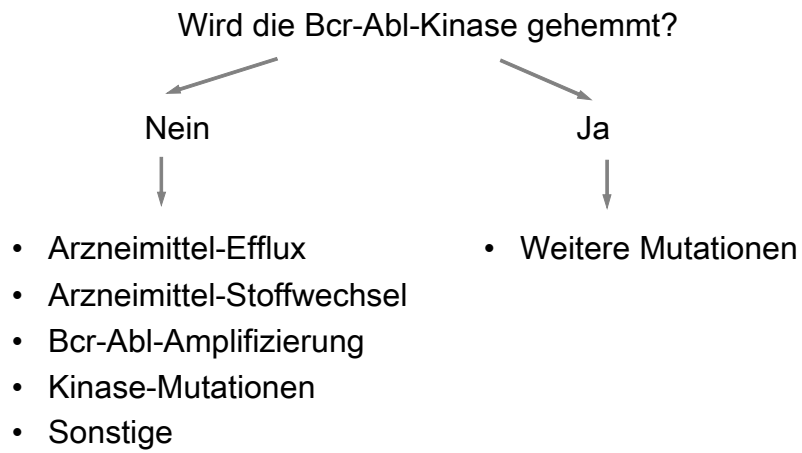 Wird die Bcr-Abl-Kinase gehemmt?
Nein
Ja
• Arzneimittel-Efflux
• Arzneimittel-Stoffwechsel
• Bcr-Abl-Amplifizierung
• Kinase-Mutationen
• Sonstige
• Weitere Mutationen